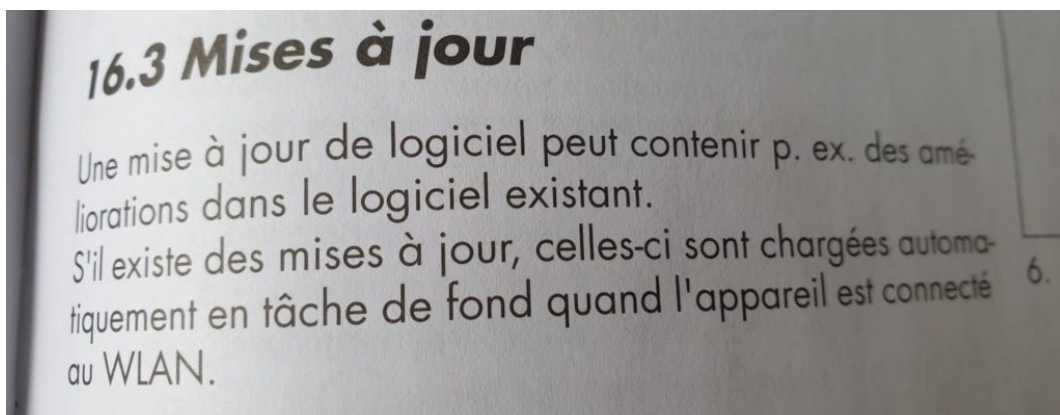 16.3 Mises à jour
Une mise à jour de logiciel peut contenir p. ex. des amé-
liorations dans le logiciel existant.
S'il existe des mises à jour, celles-ci sont chargées automa-
tiquement en tâche de fond quand l'appareil est connecté
au WLAN.
6.